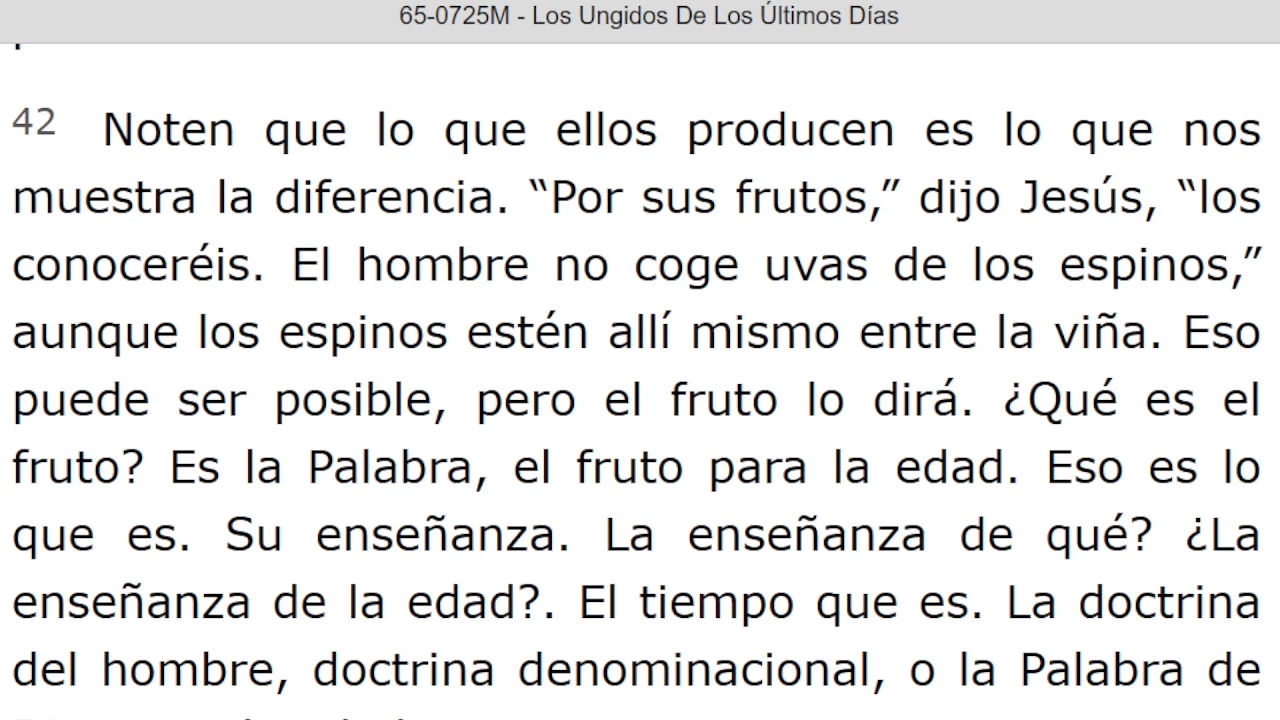 65-0725M - Los Ungidos De Los Últimos Días
42 Noten que lo que ellos producen es lo que nos
muestra la diferencia. “Por sus frutos,” dijo Jesús, “los
conoceréis. El hombre no coge uvas de los espinos,”
aunque los espinos estén allí mismo entre la viña. Eso
puede ser posible, pero el fruto lo dirá. ¿Qué es el
fruto? Es la Palabra, el fruto para la edad. Eso es lo
que es. Su enseñanza. La enseñanza de qué? ¿La
enseñanza de la edad?. El tiempo que es. La doctrina
del hombre, doctrina denominacional, o la Palabra de